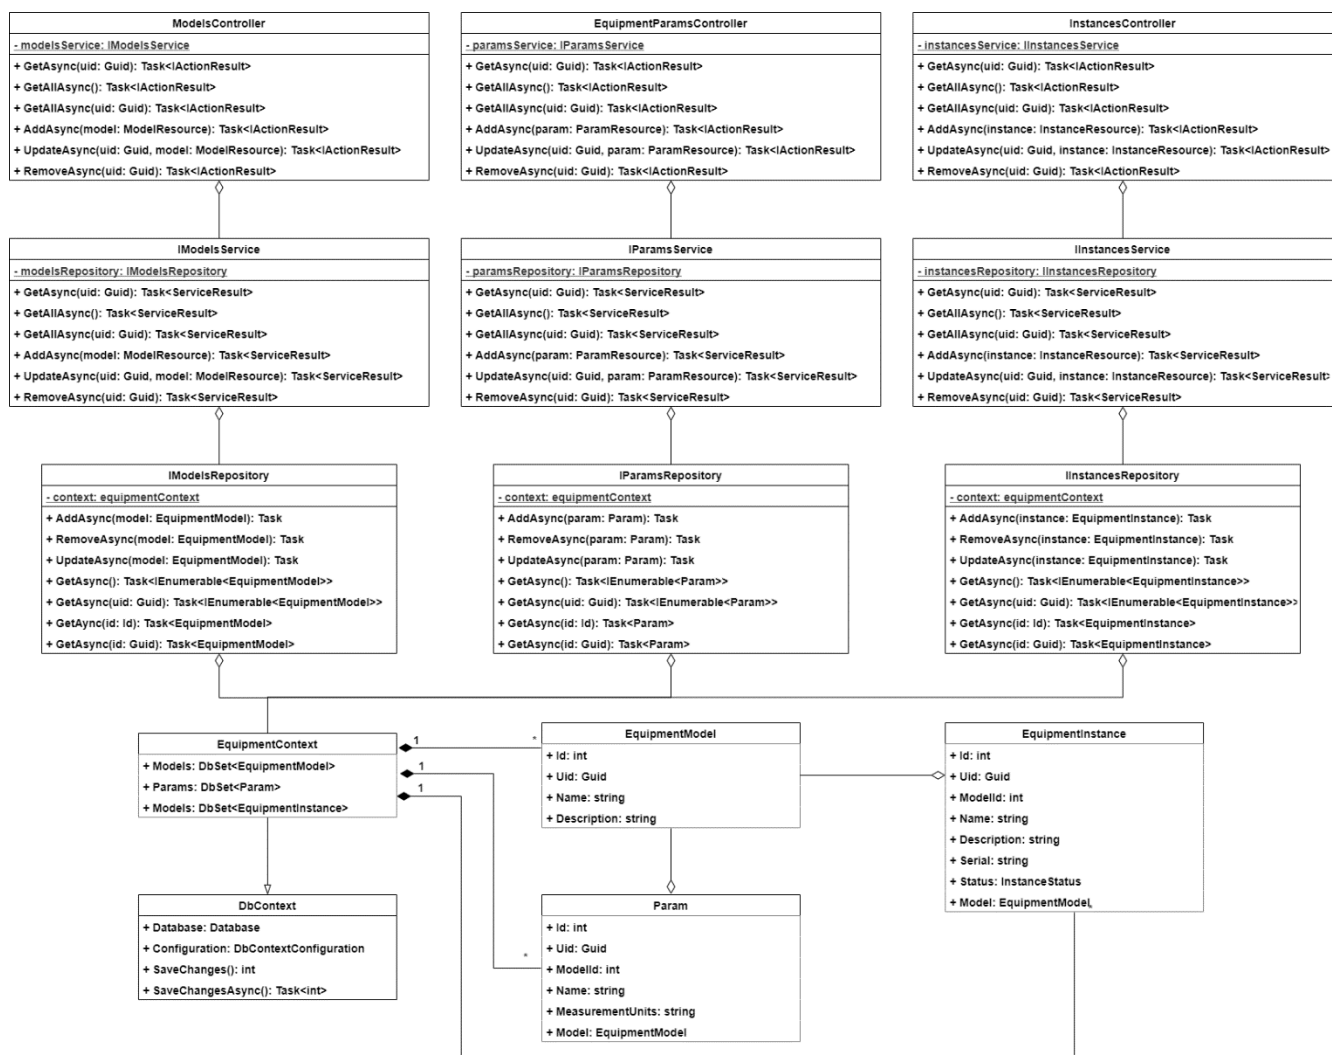 ModelsController
- modelsService: IModelsService
+ GetAsync(uid: Guid): Task<IActionResult>
+ GetAllAsync(): Task<IActionResult>
+ GetAllAsync(uid: Guid): Task<IActionResult>
+ AddAsync(model: ModelResource): Task<IActionResult>
+ UpdateAsync(uid: Guid, model: ModelResource): Task<IActionResult>
+ RemoveAsync(uid: Guid): Task<IActionResult>
EquipmentParamsController
- paramsService: IParamsService
+ GetAsync(uid: Guid): Task<IActionResult>
+ GetAllAsync(): Task<IActionResult>
+ GetAllAsync(uid: Guid): Task<IActionResult>
+ AddAsync(param: ParamResource): Task<IActionResult>
+ UpdateAsync(uid: Guid, param: ParamResource): Task<IActionResult>
+ RemoveAsync(uid: Guid): Task<IActionResult>
InstancesController
- instancesService: IInstancesService
+ GetAsync(uid: Guid): Task<IActionResult>
+ GetAllAsync(): Task<IActionResult>
+ GetAllAsync(uid: Guid): Task<IActionResult>
+ AddAsync(instance: InstanceResource): Task<IActionResult>
+ UpdateAsync(uid: Guid, instance: InstanceResource): Task<IActionResult>
+ RemoveAsync(uid: Guid): Task<IActionResult>
IModelsService
- modelsRepository: IModelsRepository
+ GetAsync(uid: Guid): Task<ServiceResult>
+ GetAllAsync(): Task<ServiceResult>
+ GetAllAsync(uid: Guid): Task<ServiceResult>
+ AddAsync(model: ModelResource): Task<ServiceResult>
+ UpdateAsync(uid: Guid, model: ModelResource): Task<ServiceResult>
+ RemoveAsync(uid: Guid): Task<ServiceResult>
IParamsService
- paramsRepository: IParamsRepository
+ GetAsync(uid: Guid): Task<ServiceResult>
+ GetAllAsync(): Task<ServiceResult>
+ GetAllAsync(uid: Guid): Task<ServiceResult>
+ AddAsync(param: ParamResource): Task<ServiceResult>
+ UpdateAsync(uid: Guid, param: ParamResource): Task<ServiceResult>
+ RemoveAsync(uid: Guid): Task<ServiceResult>
IInstancesService
- instancesRepository: IInstancesRepository
+ GetAsync(uid: Guid): Task<ServiceResult>
+ GetAllAsync(): Task<ServiceResult>
+ GetAllAsync(uid: Guid): Task<ServiceResult>
+ AddAsync(instance: InstanceResource): Task<ServiceResult>
+ UpdateAsync(uid: Guid, instance: InstanceResource): Task<ServiceResult>
+ RemoveAsync(uid: Guid): Task<ServiceResult>
IModelsRepository
- context: equipmentContext
+ AddAsync(model: EquipmentModel): Task
+ RemoveAsync(model: EquipmentModel): Task
+ UpdateAsync(model: EquipmentModel): Task
+ GetAsync(): Task<IEnumerable<EquipmentModel>>
+ GetAsync(uid: Guid): Task<IEnumerable<EquipmentModel>>
+ GetAync(id: Id): Task<EquipmentModel>
+ GetAsync(id: Guid): Task<EquipmentModel>
IParamsRepository
- context: equipmentContext
+ AddAsync(param: Param): Task
+ RemoveAsync(param: Param): Task
+ UpdateAsync(param: Param): Task
+ GetAsync(): Task<IEnumerable<Param>>
+ GetAsync(uid: Guid): Task<IEnumerable<Param>>
+ GetAync(id: Id): Task<Param>
+ GetAsync(id: Guid): Task<Param>
IInstancesRepository
- context: equipmentContext
+ AddAsync(instance: EquipmentInstance): Task
+ RemoveAsync(instance: EquipmentInstance): Task
+ UpdateAsync(instance: EquipmentInstance): Task
+ GetAsync(): Task<IEnumerable<EquipmentInstance>>
+ GetAsync(uid: Guid): Task<IEnumerable<EquipmentInstance>>
+ GetAync(id: Id): Task<EquipmentInstance>
+ GetAsync(id: Guid): Task<EquipmentInstance>
EquipmentContext
+ Models: DbSet<EquipmentModel>
+ Params: DbSet<Param>
+ Models: DbSet<EquipmentInstance>
1
*
1
1
*
EquipmentModel
+ Id: int
+ Uid: Guid
+ Name: string
+ Description: string
EquipmentInstance
+ Id: int
+ Uid: Guid
+ ModelId: int
+ Name: string
+ Description: string
+ Serial: string
+ Status: InstanceStatus
+ Model: EquipmentModel
DbContext
+ Database: Database
+ Configuration: DbContextConfiguration
+ SaveChanges(): int
+ SaveChangesAsync(): Task<int>
Param
+ Id: int
+ Uid: Guid
+ ModelId: int
+ Name: string
+ MeasurementUnits: string
+ Model: EquipmentModel